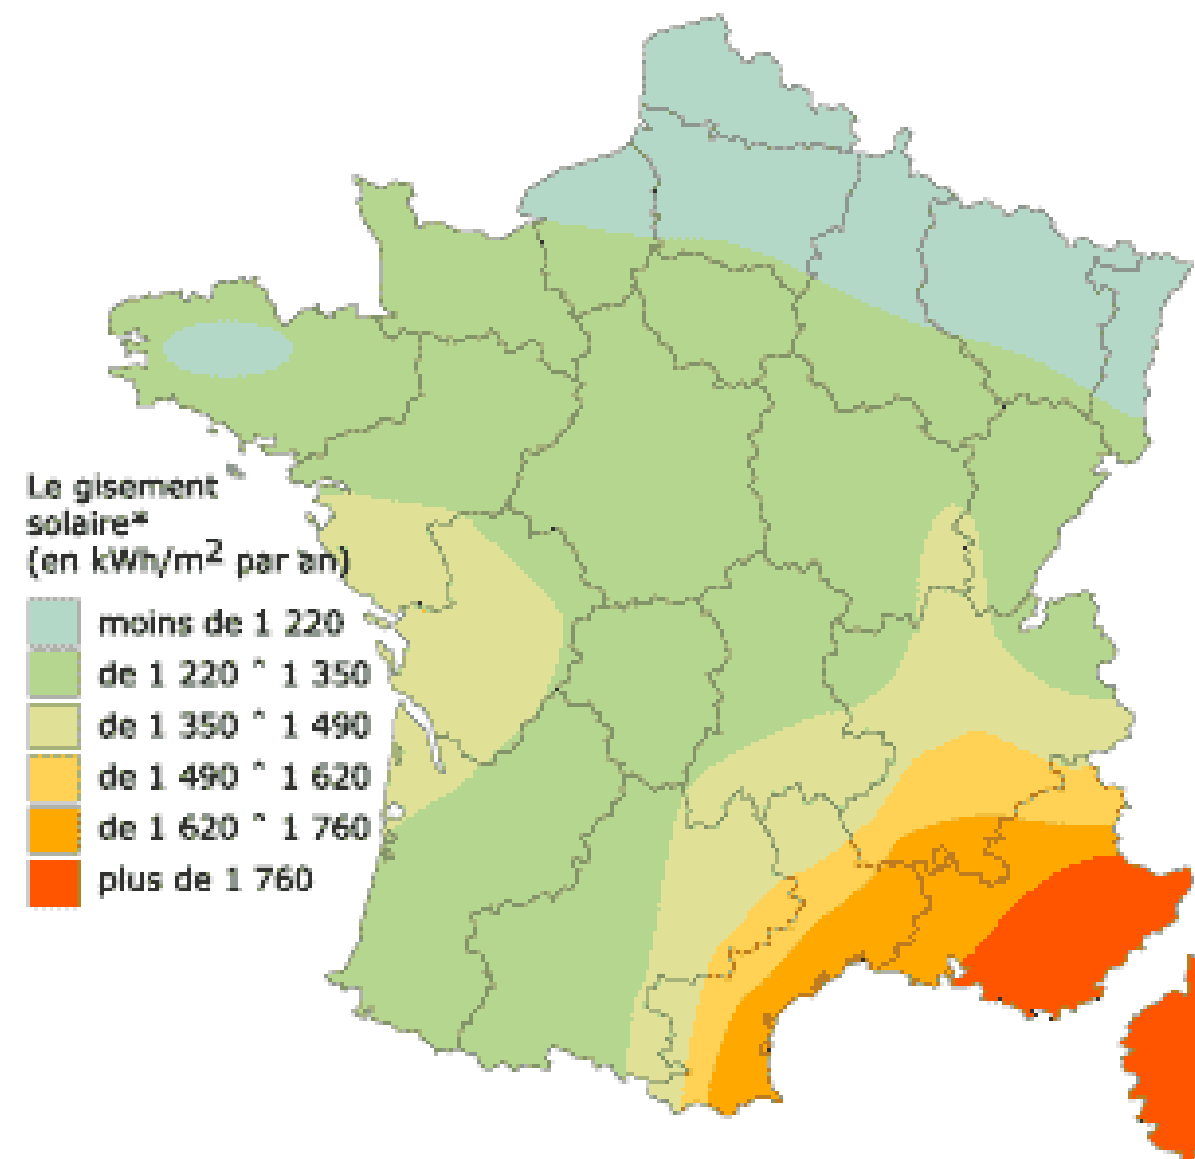 Le gisement
solaire*
(en kWh/m2 par an)
moins de 1 220
de 1 220 ^ 1 350
de 1 350 ^ 1 490
de 1 490 ^ 1 620
de 1 620 ^ 1 760
plus de 1 760